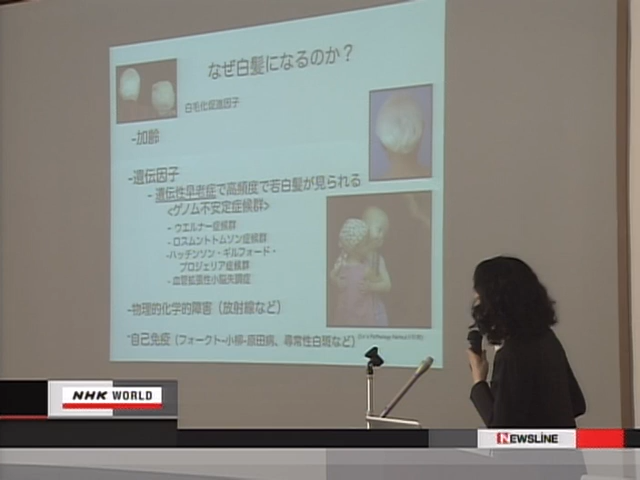 なぜ白髪になるのか？
白毛化促進因子
-加齢
-遺伝因子
- 遺伝性早老症で高頻度で若白髪が見られる
<ゲノム不安定症候群>
- ウエルナー症候群
- ロスムントトムソン症候群
-ハッチンソン・ギルフォード・
プロジェリア症候群
- 血管拡張性小脳失調症
-物理的化学的障害（放射線など）
-自己免疫（フォークト-小柳-原田病、尋常性白斑など）
NHK WORLD
NEWSLINE